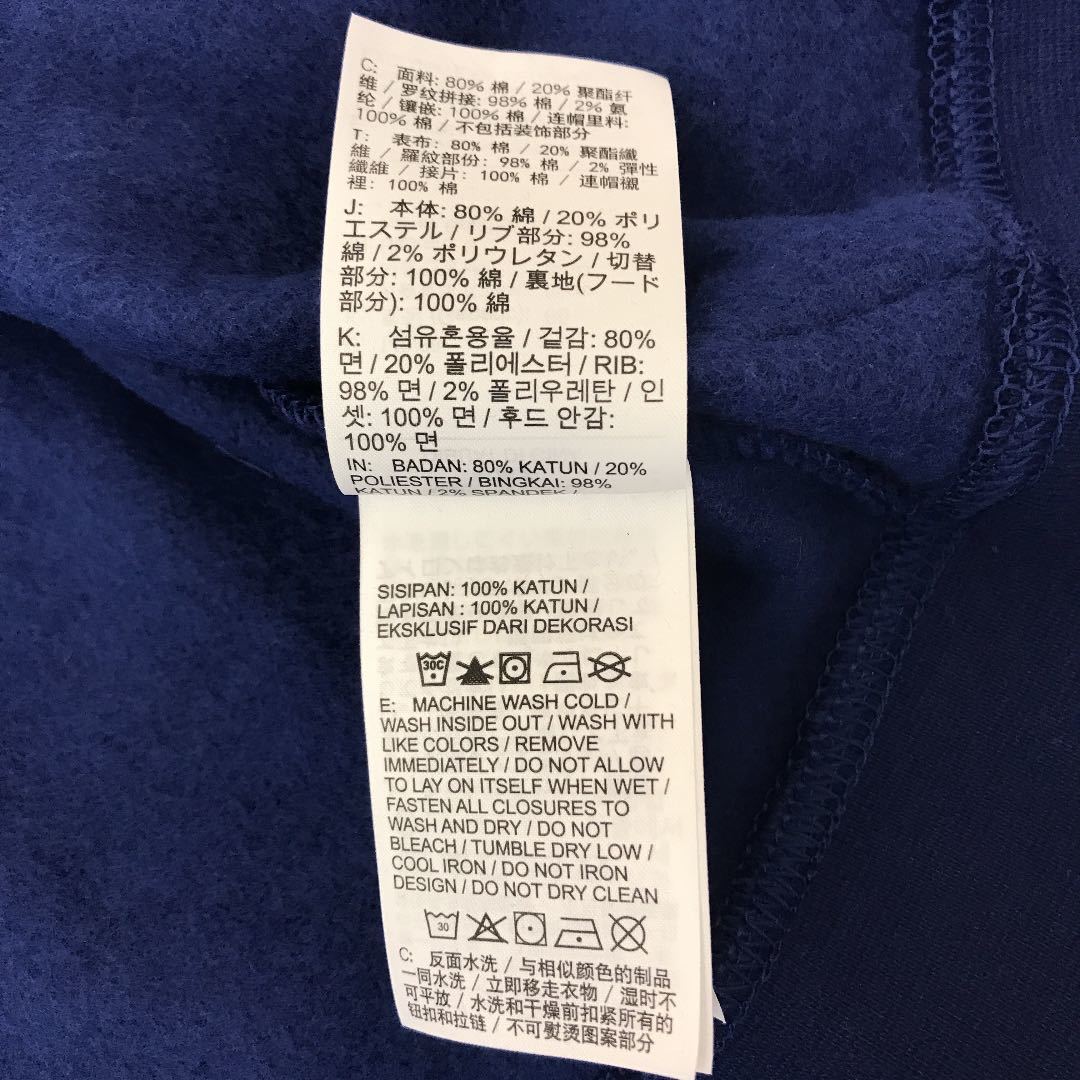 C: 面料: 80% 棉 / 20% 聚酯纤
维 / 罗纹拼接: 98% 棉 / 2% 氨
纶 / 镶嵌: 100% 棉 / 连帽里料:
100% 棉 / 不包括装饰部分
T: 表布: 80% 棉 / 20% 聚酯纖
維 / 羅紋部份: 98% 棉 / 2% 彈性
纖維 / 接片: 100% 棉 / 連帽襯
裡: 100% 棉
J: 本体: 80% 綿 / 20% ポリ
エステル / リブ部分: 98%
綿 / 2% ポリウレタン / 切替
部分: 100% 綿 / 裏地(フード
部分): 100% 綿
K: 섬유혼용율 / 겉감: 80%
면 / 20% 폴리에스터 / RIB:
98% 면 / 2% 폴리우레탄 / 인
셋: 100% 면 / 후드 안감:
100% 면
IN: BADAN: 80% KATUN / 20%
POLIESTER / BINGKAI: 98%
KATUN / 2% SPANDEK /
SISIPAN: 100% KATUN /
LAPISAN : 100% KATUN /
EKSKLUSIF DARI DEKORASI
30C
E: MACHINE WASH COLD /
WASH INSIDE OUT / WASH WITH
LIKE COLORS / REMOVE
IMMEDIATELY / DO NOT ALLOW
TO LAY ON ITSELF WHEN WET /
FASTEN ALL CLOSURES TO
WASH AND DRY / DO NOT
BLEACH / TUMBLE DRY LOW /
COOL IRON / DO NOT IRON
DESIGN / DO NOT DRY CLEAN
30
C: 反面水洗 / 与相似颜色的制品
一同水洗 / 立即移走衣物 / 湿时不
可平放 / 水洗和干燥前扣紧所有的
钮扣和拉链 / 不可熨烫图案部分